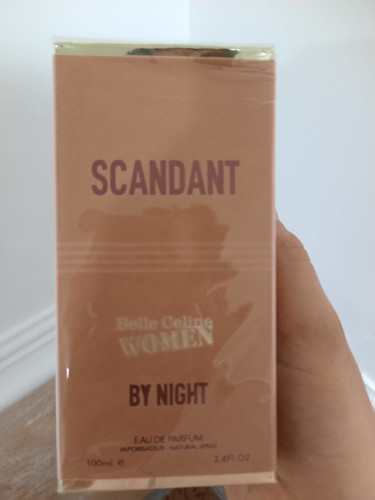 SCANDANT
Belle Celine
WOMEN
BY NIGHT
EAU DE PARFUM
VAPORISATEUR - NATURAL SPRAY
100mL ℮ 3.4FL.OZ